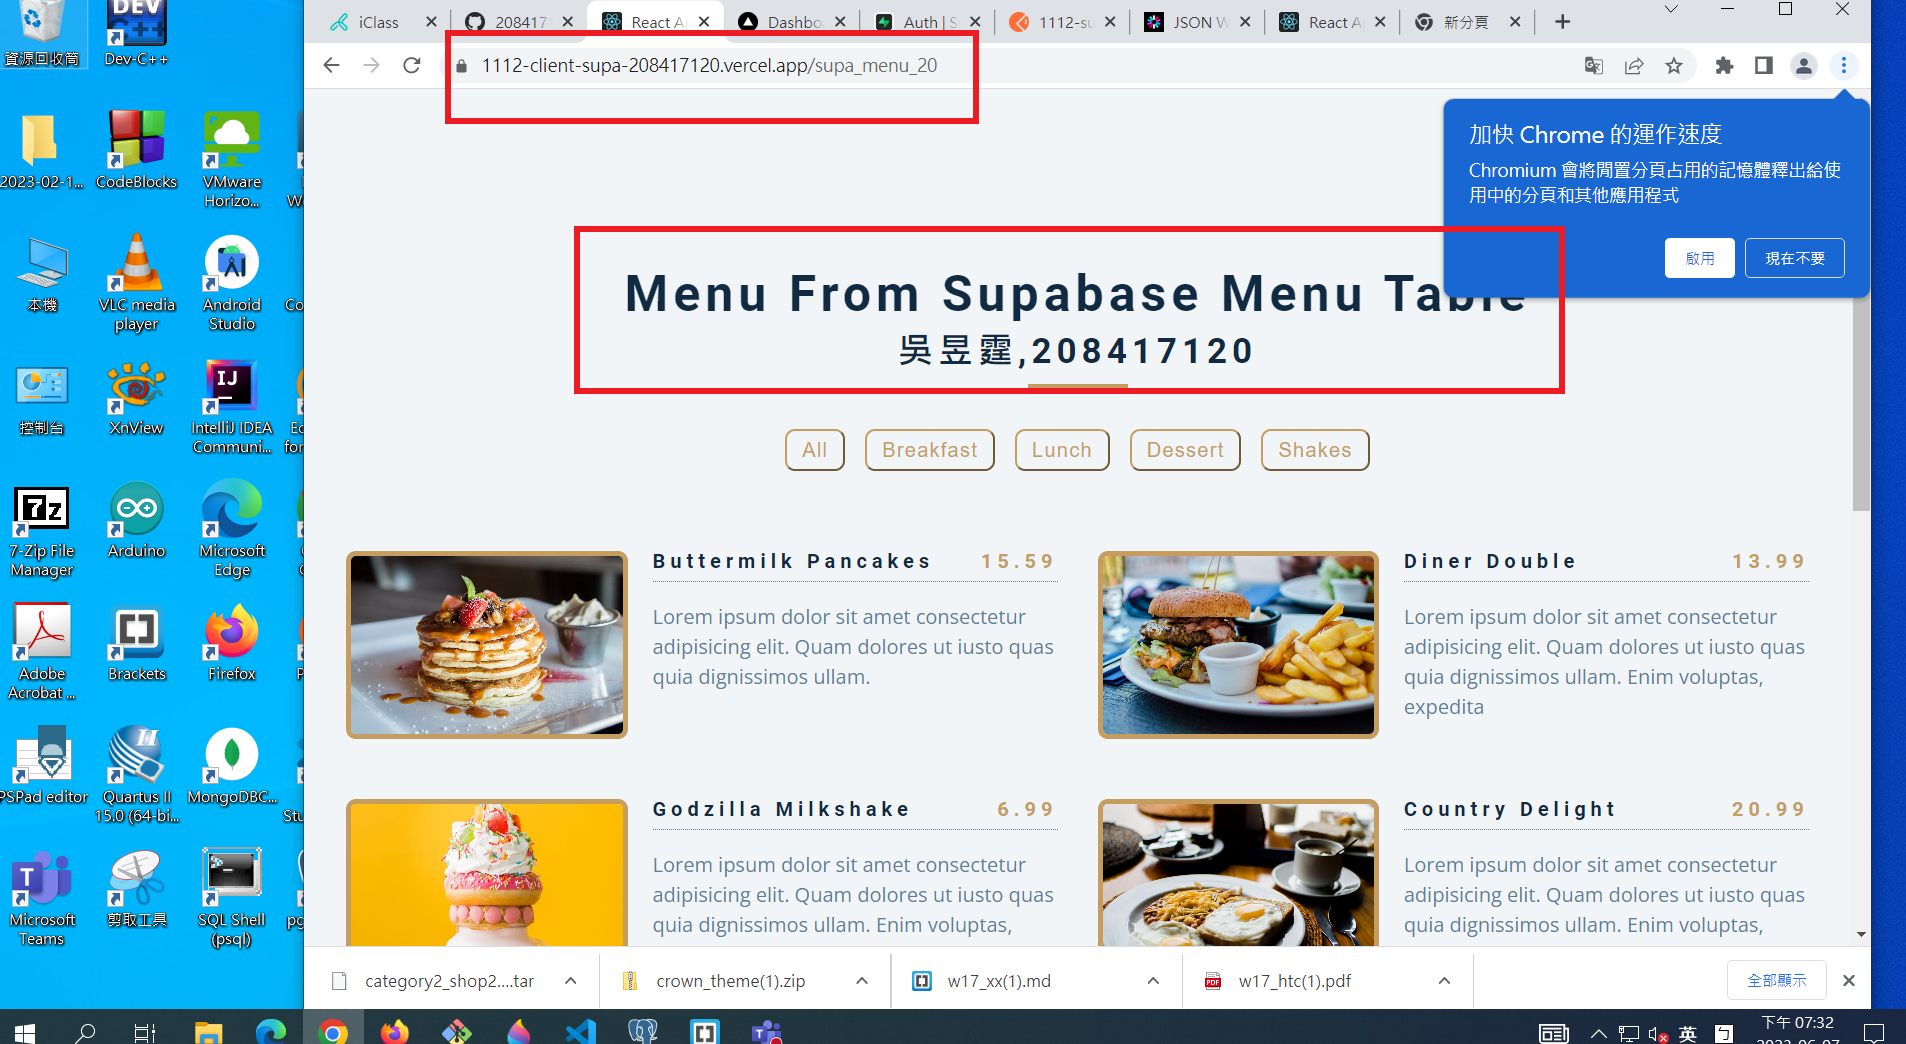 iClass
208417
React A
Dashbo
Auth | S
1112-su
JSON W
React A
新分頁
1112-client-supa-208417120.vercel.app/supa_menu_20
加快 Chrome 的運作速度
Chromium 會將閒置分頁占用的記憶體釋出給使
用中的分頁和其他應用程式
啟用
現在不要
Menu From Supabase Menu Table
吳昱霆,208417120
All
Breakfast
Lunch
Dessert
Shakes
Buttermilk Pancakes 15.59
Lorem ipsum dolor sit amet consectetur
adipisicing elit. Quam dolores ut iusto quas
quia dignissimos ullam.
Diner Double 13.99
Lorem ipsum dolor sit amet consectetur
adipisicing elit. Quam dolores ut iusto quas
quia dignissimos ullam. Enim voluptas,
expedita
Godzilla Milkshake 6.99
Lorem ipsum dolor sit amet consectetur
adipisicing elit. Quam dolores ut iusto quas
quia dignissimos ullam. Enim voluptas,
Country Delight 20.99
Lorem ipsum dolor sit amet consectetur
adipisicing elit. Quam dolores ut iusto quas
quia dignissimos ullam. Enim voluptas,
category2_shop2....tar
crown_theme(1).zip
w17_xx(1).md
w17_htc(1).pdf
全部顯示
資源回收筒
DEV
C++
Dev-C++
2023-02-1...
CodeBlocks
VMware
Horizo...
本機
VLC media
player
Android
Studio
控制台
XnView
IJ
IntelliJ IDEA
Communi...
7z
7-Zip File
Manager
Arduino
Microsoft
Edge
Adobe
Acrobat ...
Brackets
Firefox
PSPad editor
Quartus II
15.0 (64-bi...
MongoDBC...
Microsoft
Teams
剪取工具
SQL Shell
(psql)
英
下午 07:32